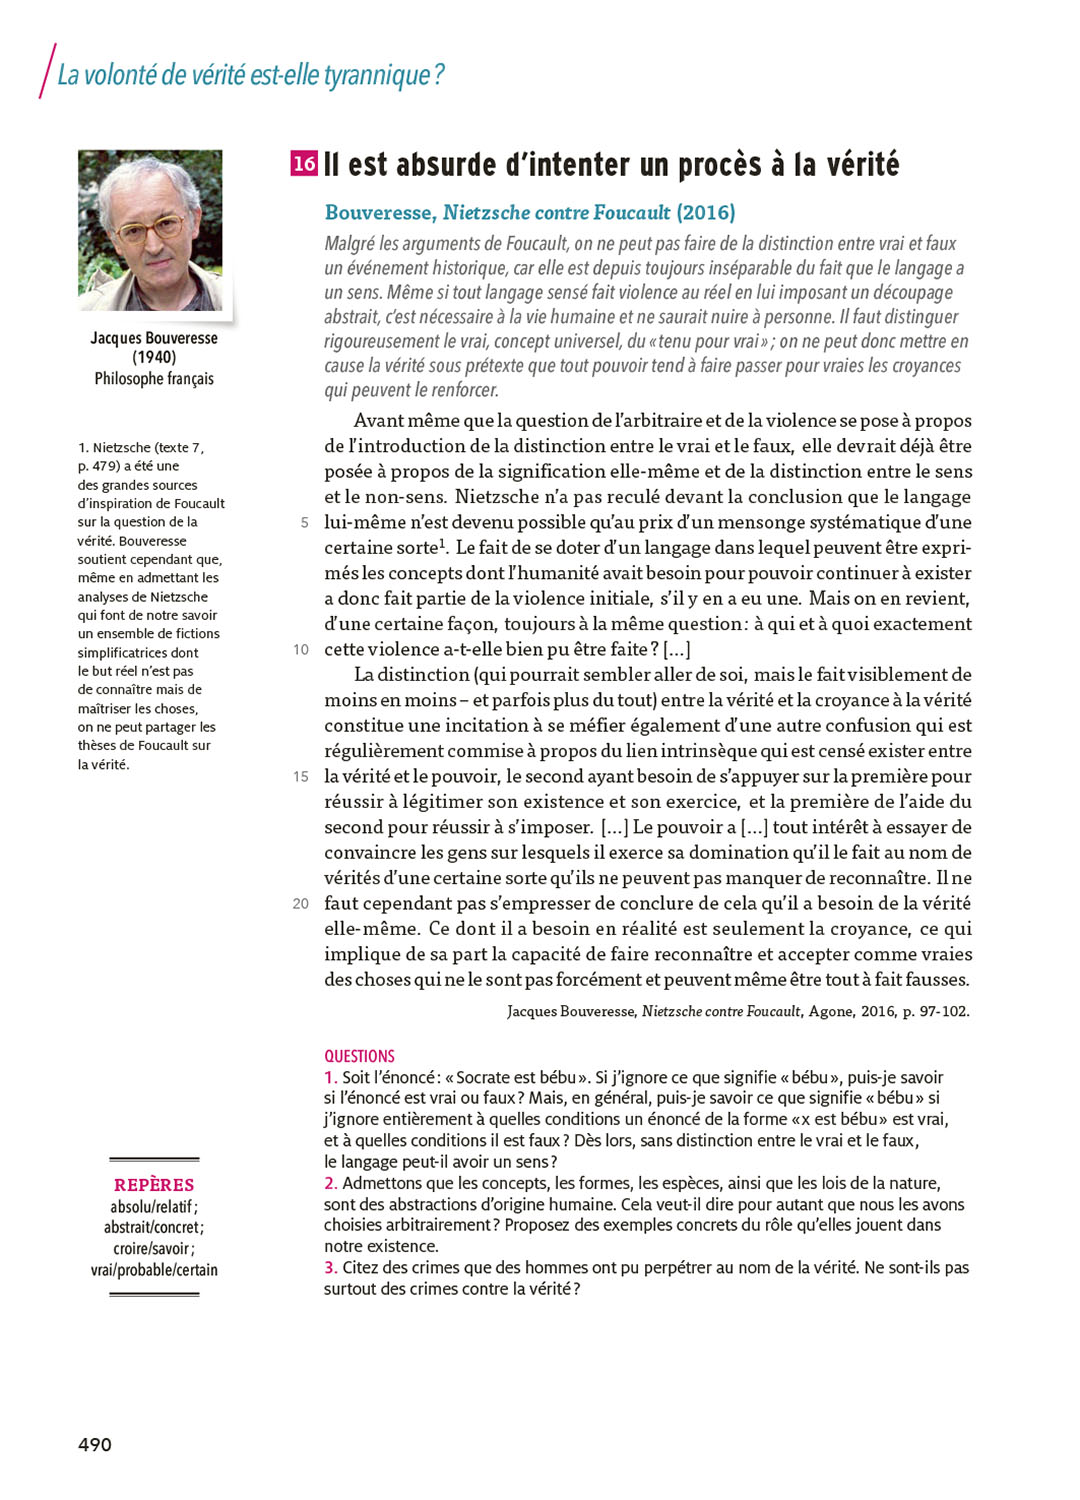 La volonté de vérité est-elle tyrannique ?
16 Il est absurde d'intenter un procès à la vérité
Bouveresse, Nietzsche contre Foucault (2016)
Malgré les arguments de Foucault, on ne peut pas faire de la distinction entre vrai et faux
un événement historique, car elle est depuis toujours inséparable du fait que le langage a
un sens. Même si tout langage sensé fait violence au réel en lui imposant un découpage
abstrait, c'est nécessaire à la vie humaine et ne saurait nuire à personne. Il faut distinguer
rigoureusement le vrai, concept universel, du « tenu pour vrai » ; on ne peut donc mettre en
cause la vérité sous prétexte que tout pouvoir tend à faire passer pour vraies les croyances
qui peuvent le renforcer.
Jacques Bouveresse
(1940)
Philosophe français
1. Nietzsche (texte 7,
p. 479) a été une
des grandes sources
d'inspiration de Foucault
sur la question de la
vérité. Bouveresse
soutient cependant que,
même en admettant les
analyses de Nietzsche
qui font de notre savoir
un ensemble de fictions
simplificatrices dont
le but réel n'est pas
de connaître mais de
maîtriser les choses,
on ne peut partager les
thèses de Foucault sur
la vérité.
Avant même que la question de l'arbitraire et de la violence se pose à propos
de l'introduction de la distinction entre le vrai et le faux, elle devrait déjà être
posée à propos de la signification elle-même et de la distinction entre le sens
et le non-sens. Nietzsche n'a pas reculé devant la conclusion que le langage
5 lui-même n'est devenu possible qu'au prix d'un mensonge systématique d'une
certaine sorte1. Le fait de se doter d'un langage dans lequel peuvent être expri-
més les concepts dont l'humanité avait besoin pour pouvoir continuer à exister
a donc fait partie de la violence initiale, s'il y en a eu une. Mais on en revient,
d'une certaine façon, toujours à la même question : à qui et à quoi exactement
10 cette violence a-t-elle bien pu être faite ? [...]
La distinction (qui pourrait sembler aller de soi, mais le fait visiblement de
moins en moins – et parfois plus du tout) entre la vérité et la croyance à la vérité
constitue une incitation à se méfier également d'une autre confusion qui est
régulièrement commise à propos du lien intrinsèque qui est censé exister entre
15 la vérité et le pouvoir, le second ayant besoin de s'appuyer sur la première pour
réussir à légitimer son existence et son exercice, et la première de l'aide du
second pour réussir à s'imposer. [...] Le pouvoir a [...] tout intérêt à essayer de
convaincre les gens sur lesquels il exerce sa domination qu'il le fait au nom de
vérités d'une certaine sorte qu'ils ne peuvent pas manquer de reconnaître. Il ne
20 faut cependant pas s'empresser de conclure de cela qu'il a besoin de la vérité
elle-même. Ce dont il a besoin en réalité est seulement la croyance, ce qui
implique de sa part la capacité de faire reconnaître et accepter comme vraies
des choses qui ne le sont pas forcément et peuvent même être tout à fait fausses.
Jacques Bouveresse, Nietzsche contre Foucault, Agone, 2016, p. 97-102.
QUESTIONS
1. Soit l'énoncé : « Socrate est bébu ». Si j'ignore ce que signifie « bébu », puis-je savoir
si l'énoncé est vrai ou faux ? Mais, en général, puis-je savoir ce que signifie « bébu » si
j'ignore entièrement à quelles conditions un énoncé de la forme « x est bébu » est vrai,
et à quelles conditions il est faux ? Dès lors, sans distinction entre le vrai et le faux,
le langage peut-il avoir un sens ?
2. Admettons que les concepts, les formes, les espèces, ainsi que les lois de la nature,
sont des abstractions d'origine humaine. Cela veut-il dire pour autant que nous les avons
choisies arbitrairement ? Proposez des exemples concrets du rôle qu'elles jouent dans
notre existence.
3. Citez des crimes que des hommes ont pu perpétrer au nom de la vérité. Ne sont-ils pas
surtout des crimes contre la vérité ?
REPÈRES
absolu/relatif ;
abstrait/concret ;
croire/savoir ;
vrai/probable/certain
490